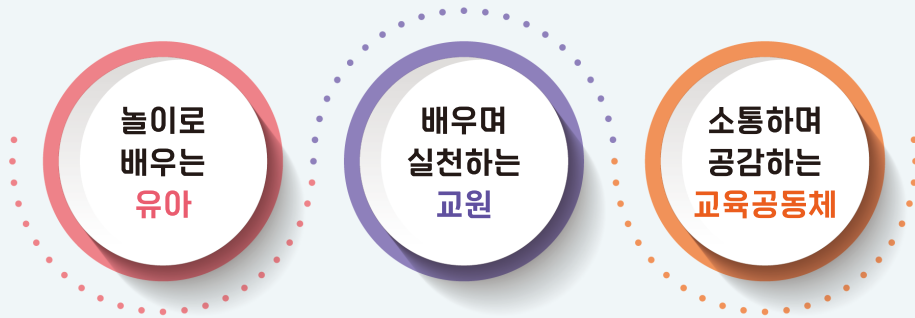 놀이로
배우는
유아
배우며
실천하는
교원
소통하며
공감하는
교육공동체